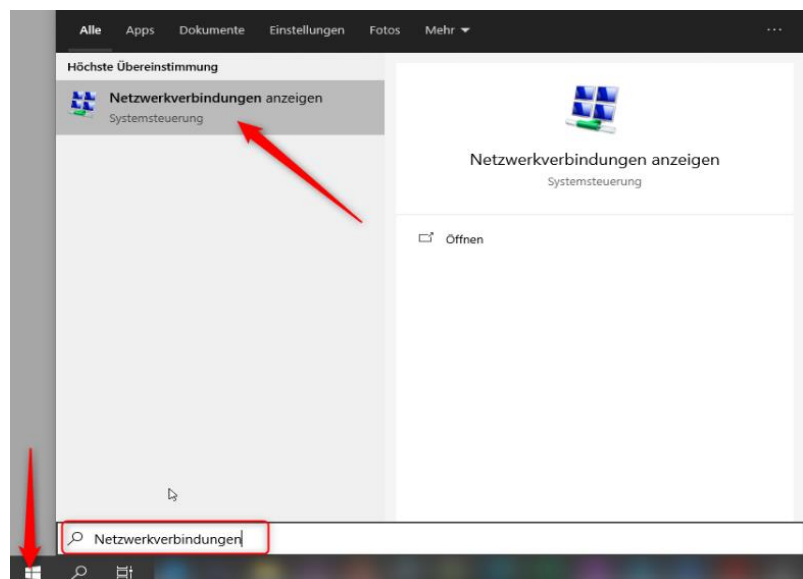 Alle Apps Dokumente Einstellungen Fotos Mehr
Höchste Übereinstimmung
Netzwerkverbindungen anzeigen
Systemsteuerung
Netzwerkverbindungen anzeigen
Systemsteuerung
Öffnen
Netzwerkverbindungen